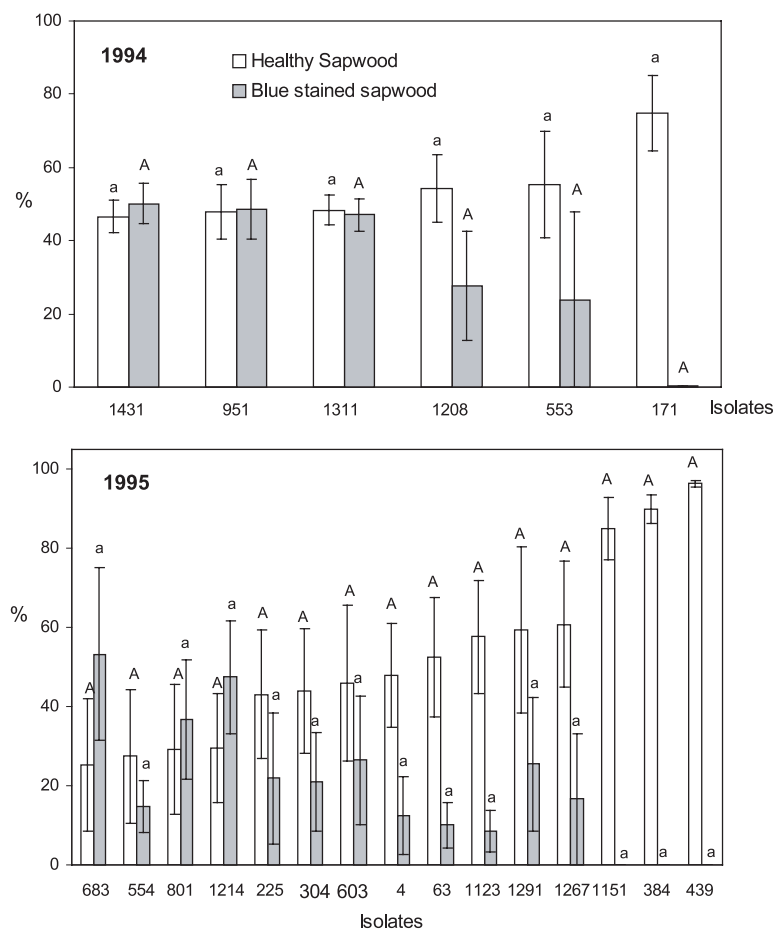 100
1994
Healthy Sapwood
Blue stained sapwood
a
80
a
a
60
a A a A a A A
%
A
40
20
A
0
1431 951 1311 1208 553 171 Isolates
100
1995
A A A
80
a
A A
A A
%
60
a A A A
a
A A A A
a a
40
a a
a
20
a a a a
0
a a a
683 554 801 1214 225 304 603 4 63 1123 1291 1267 1151 384 439
Isolates